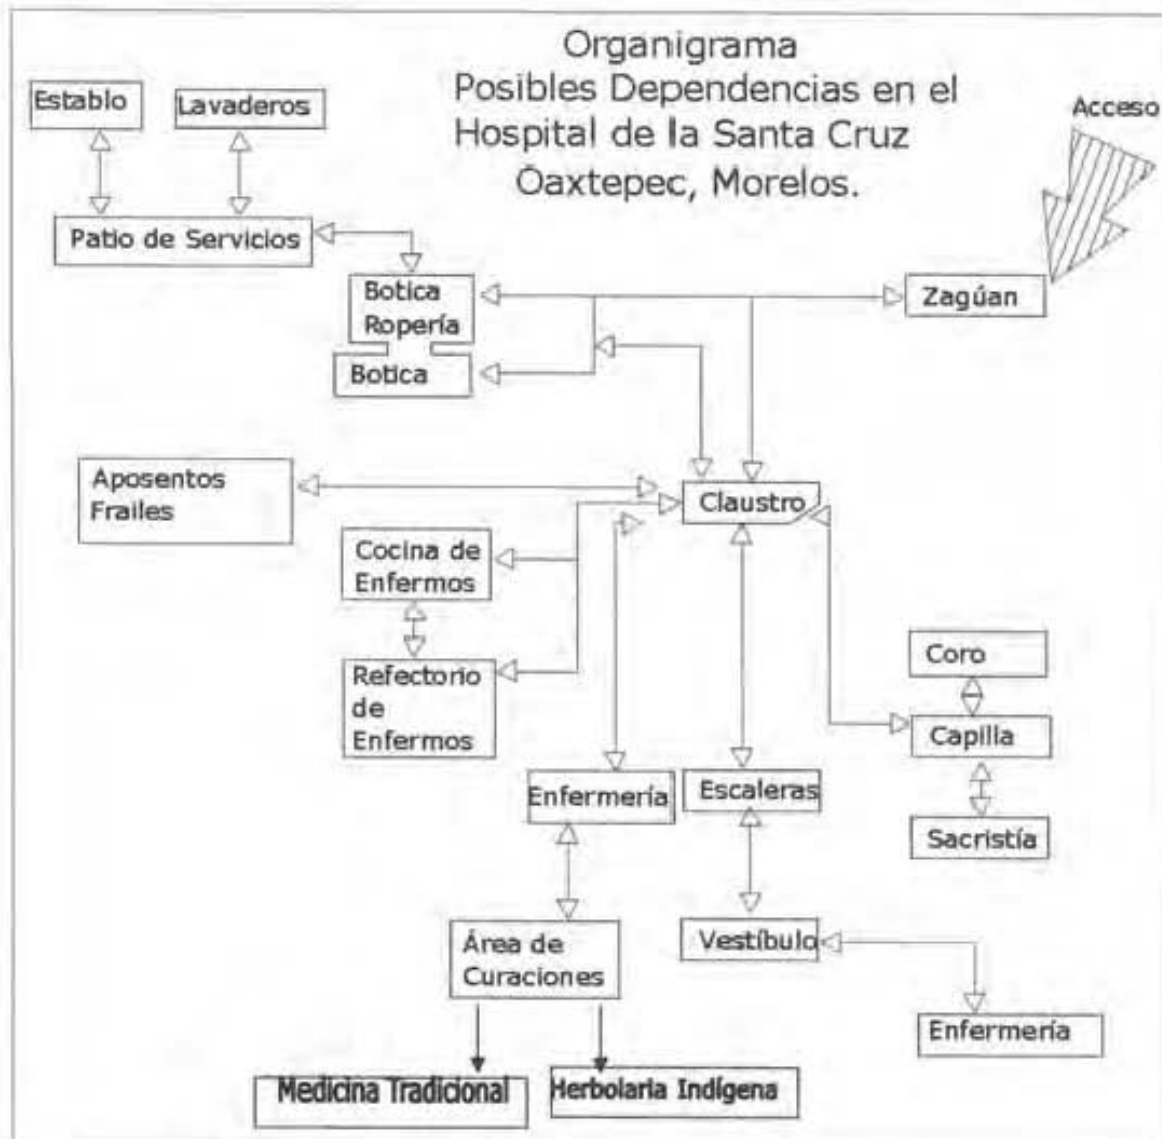 Organigrama
Posibles Dependencias en el
Hospital de la Santa Cruz
Oaxtepec, Morelos.
Acceso
Establo
Lavaderos
Patio de Servicios
Botica
Ropería
Botica
Zagúan
Aposentos
Frailes
Claustro
Cocina de
Enfermos
Refectorio
de
Enfermos
Coro
Capilla
Sacristía
Enfermería
Escaleras
Área de
Curaciones
Vestíbulo
Enfermería
Medicina Tradicional
Herbolaria Indígena